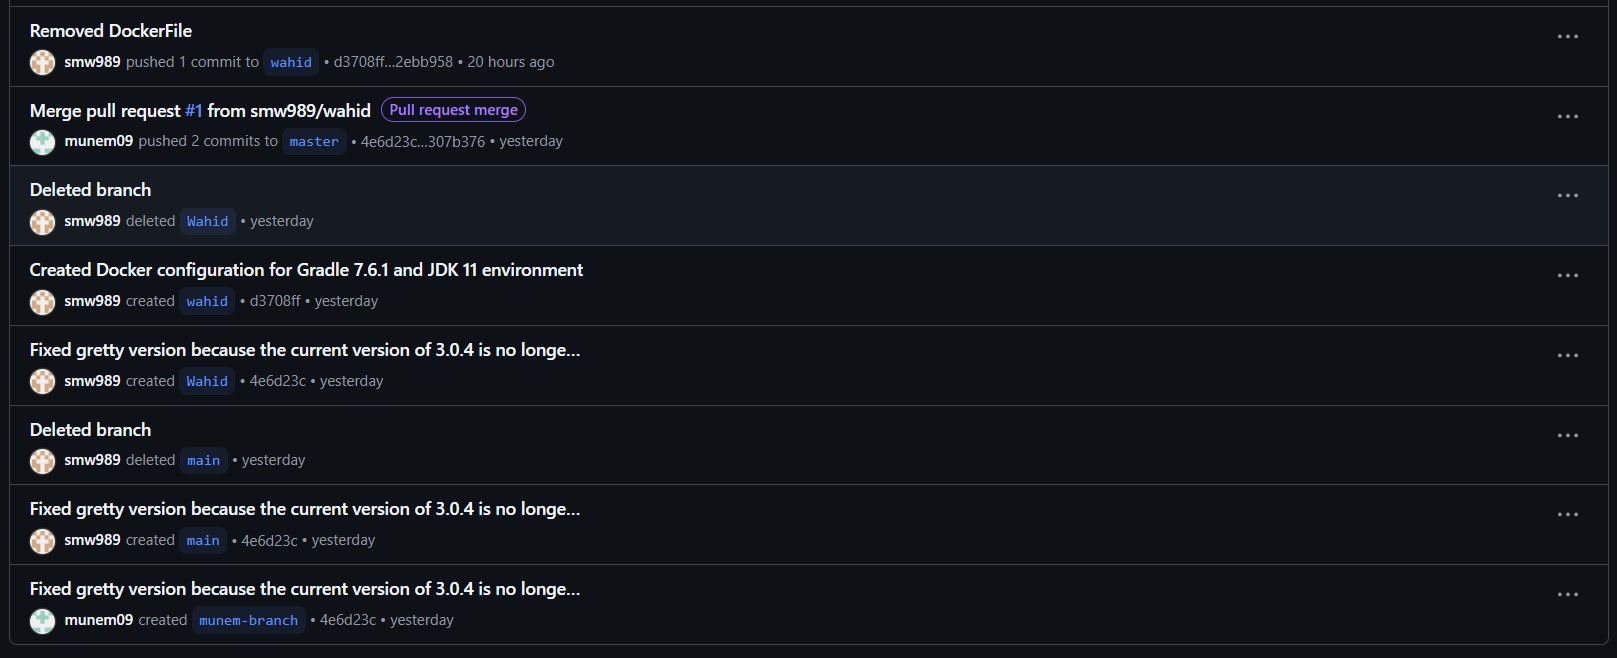 Removed DockerFile
smw989 pushed 1 commit to wahid • d3708ff...2ebb958 • 20 hours ago
Merge pull request #1 from smw989/wahid Pull request merge
munem09 pushed 2 commits to master • 4e6d23c...307b376 • yesterday
Deleted branch
smw989 deleted Wahid • yesterday
Created Docker configuration for Gradle 7.6.1 and JDK 11 environment
smw989 created wahid • d3708ff • yesterday
Fixed gretty version because the current version of 3.0.4 is no longe...
smw989 created Wahid • 4e6d23c • yesterday
Deleted branch
smw989 deleted main • yesterday
Fixed gretty version because the current version of 3.0.4 is no longe...
smw989 created main • 4e6d23c • yesterday
Fixed gretty version because the current version of 3.0.4 is no longe...
munem09 created munem-branch • 4e6d23c • yesterday